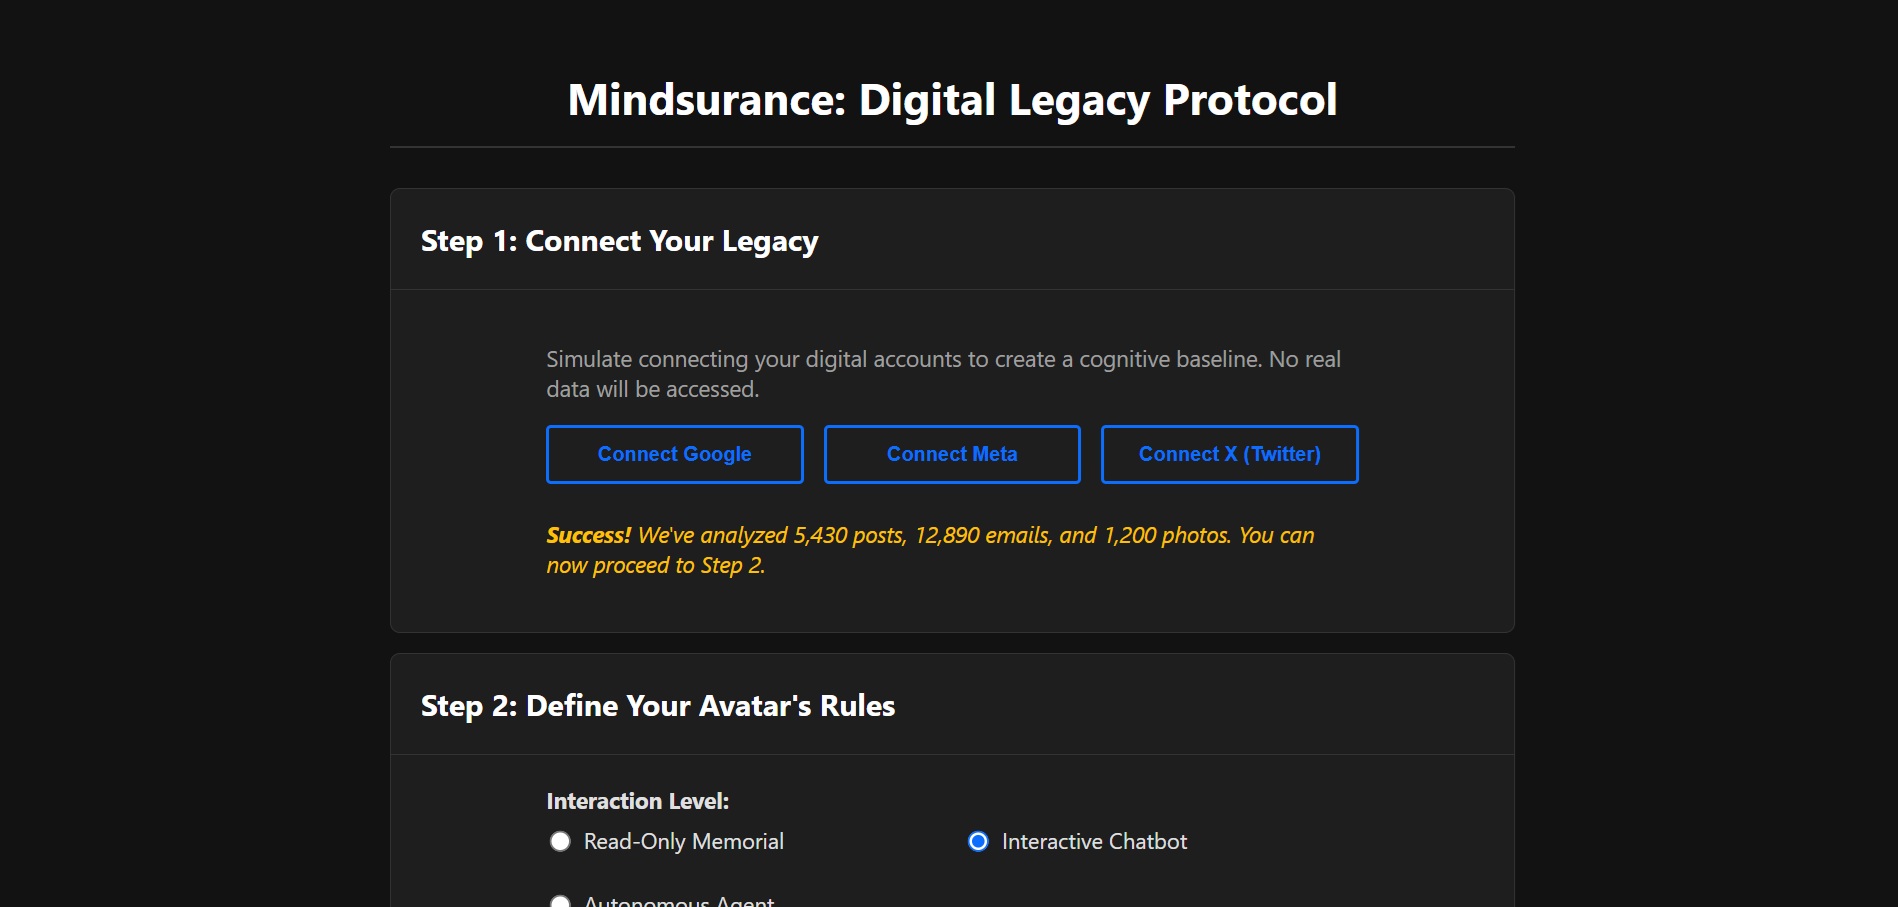 Mindsurance: Digital Legacy Protocol
Step 1: Connect Your Legacy
Simulate connecting your digital accounts to create a cognitive baseline. No real
data will be accessed.
Connect Google
Connect Meta
Connect X (Twitter)
Success! We've analyzed 5,430 posts, 12,890 emails, and 1,200 photos. You can
now proceed to Step 2.
Step 2: Define Your Avatar's Rules
Interaction Level:
Read-Only Memorial
Interactive Chatbot
Autonomous Agent